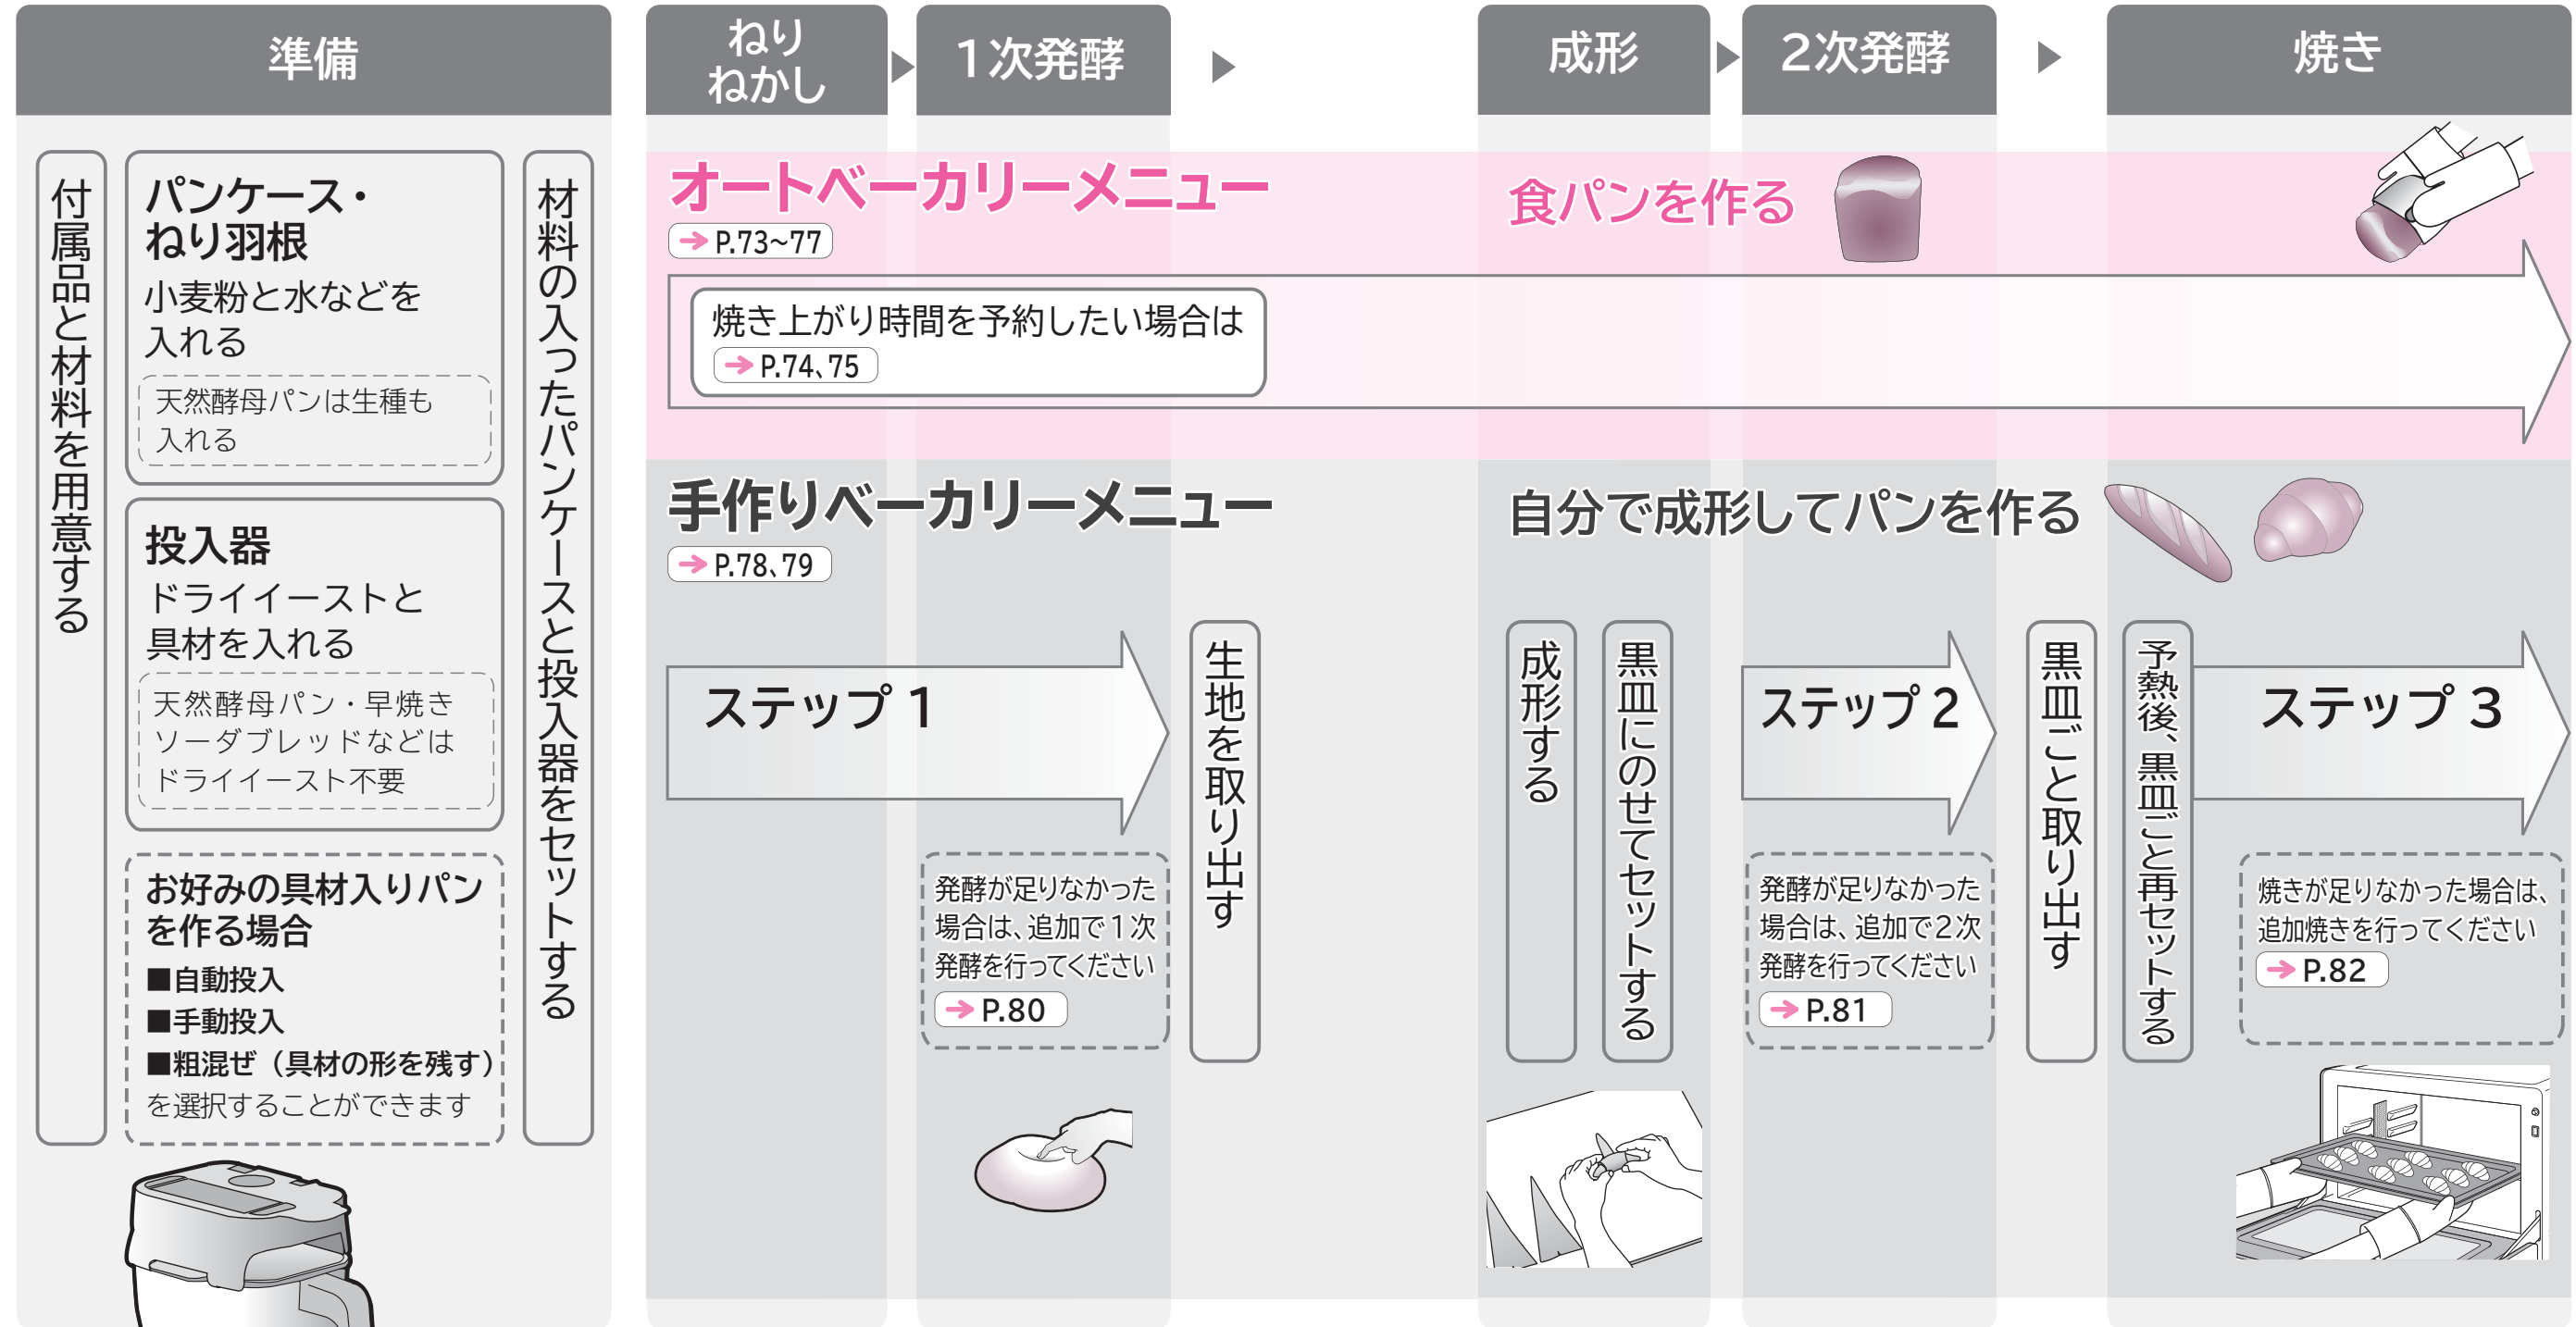 準備
ねり
ねかし
1次発酵
成形
2次発酵
焼き
付属品と材料を用意する
パンケース・
ねり羽根
小麦粉と水などを
入れる
天然酵母パンは生種も
入れる
投入器
ドライイーストと
具材を入れる
天然酵母パン・早焼き
ソーダブレッドなどは
ドライイースト不要
お好みの具材入りパン
を作る場合
■自動投入
■手動投入
■粗混ぜ（具材の形を残す）
を選択することができます
材料の入ったパンケースと投入器をセットする
オートベーカリーメニュー
➔ P.73~77
食パンを作る
焼き上がり時間を予約したい場合は
➔ P.74、75
手作りベーカリーメニュー
➔ P.78、79
自分で成形してパンを作る
ステップ 1
発酵が足りなかった
場合は、追加で1次
発酵を行ってください
➔ P.80
生地を取り出す
成形する
黒皿にのせてセットする
ステップ 2
発酵が足りなかった
場合は、追加で2次
発酵を行ってください
➔ P.81
黒皿ごと取り出す
予熱後、黒皿ごと再セットする
ステップ 3
焼きが足りなかった場合は、
追加焼きを行ってください
➔ P.82